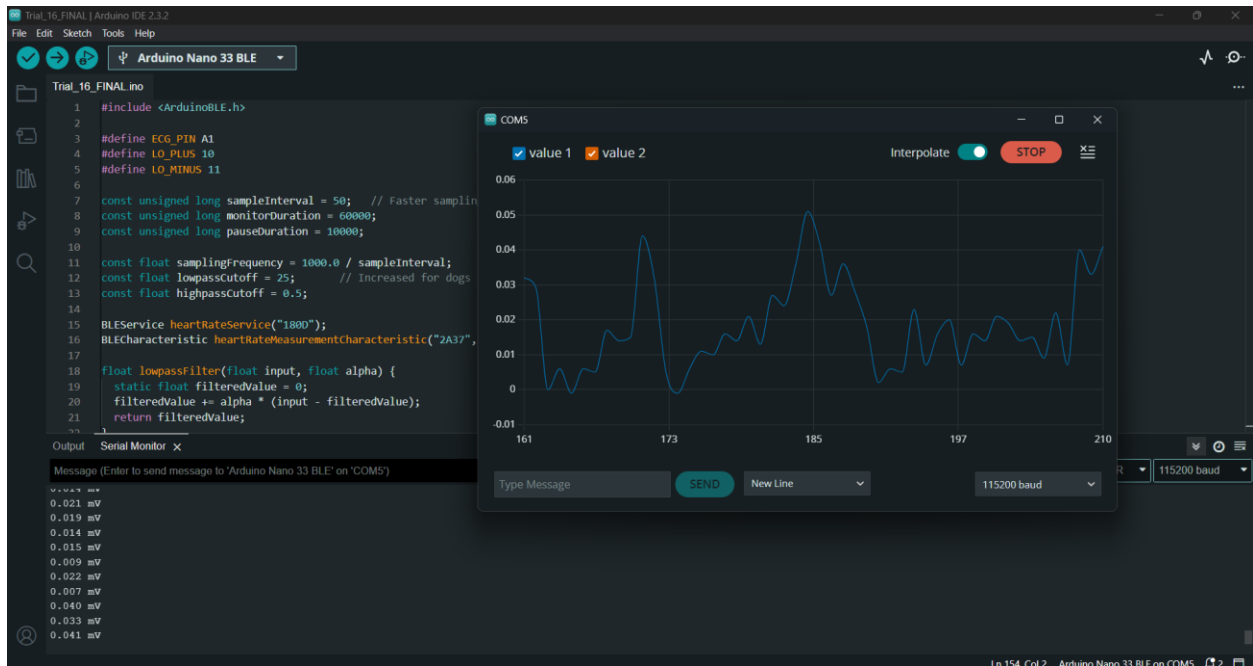 Trial_16_FINAL | Arduino IDE 2.3.2
File Edit Sketch Tools Help
Arduino Nano 33 BLE
Trial_16_FINAL.ino
1 #include <ArduinoBLE.h>
2
3 #define ECG_PIN A1
4 #define LO_PLUS 10
5 #define LO_MINUS 11
6
7 const unsigned long sampleInterval = 50; // Faster samplin
8 const unsigned long monitorDuration = 60000;
9 const unsigned long pauseDuration = 10000;
10
11 const float samplingFrequency = 1000.0 / sampleInterval;
12 const float lowpassCutoff = 25; // Increased for dogs
13 const float highpassCutoff = 0.5;
14
15 BLEService heartRateService("180D");
16 BLECharacteristic heartRateMeasurementCharacteristic("2A37",
17
18 float lowpassFilter(float input, float alpha) {
19 static float filteredValue = 0;
20 filteredValue += alpha * (input - filteredValue);
21 return filteredValue;
COM5
value 1 value 2
Interpolate STOP
0.06
0.05
0.04
0.03
0.02
0.01
0
-0.01
161 173 185 197 210
Type Message SEND New Line 115200 baud
Output Serial Monitor
Message (Enter to send message to 'Arduino Nano 33 BLE' on 'COM5')
R 115200 baud
0.021 mV
0.019 mV
0.014 mV
0.015 mV
0.009 mV
0.022 mV
0.007 mV
0.040 mV
0.033 mV
0.041 mV
Ln 154, Col 2 Arduino Nano 33 BLE on COM5 2